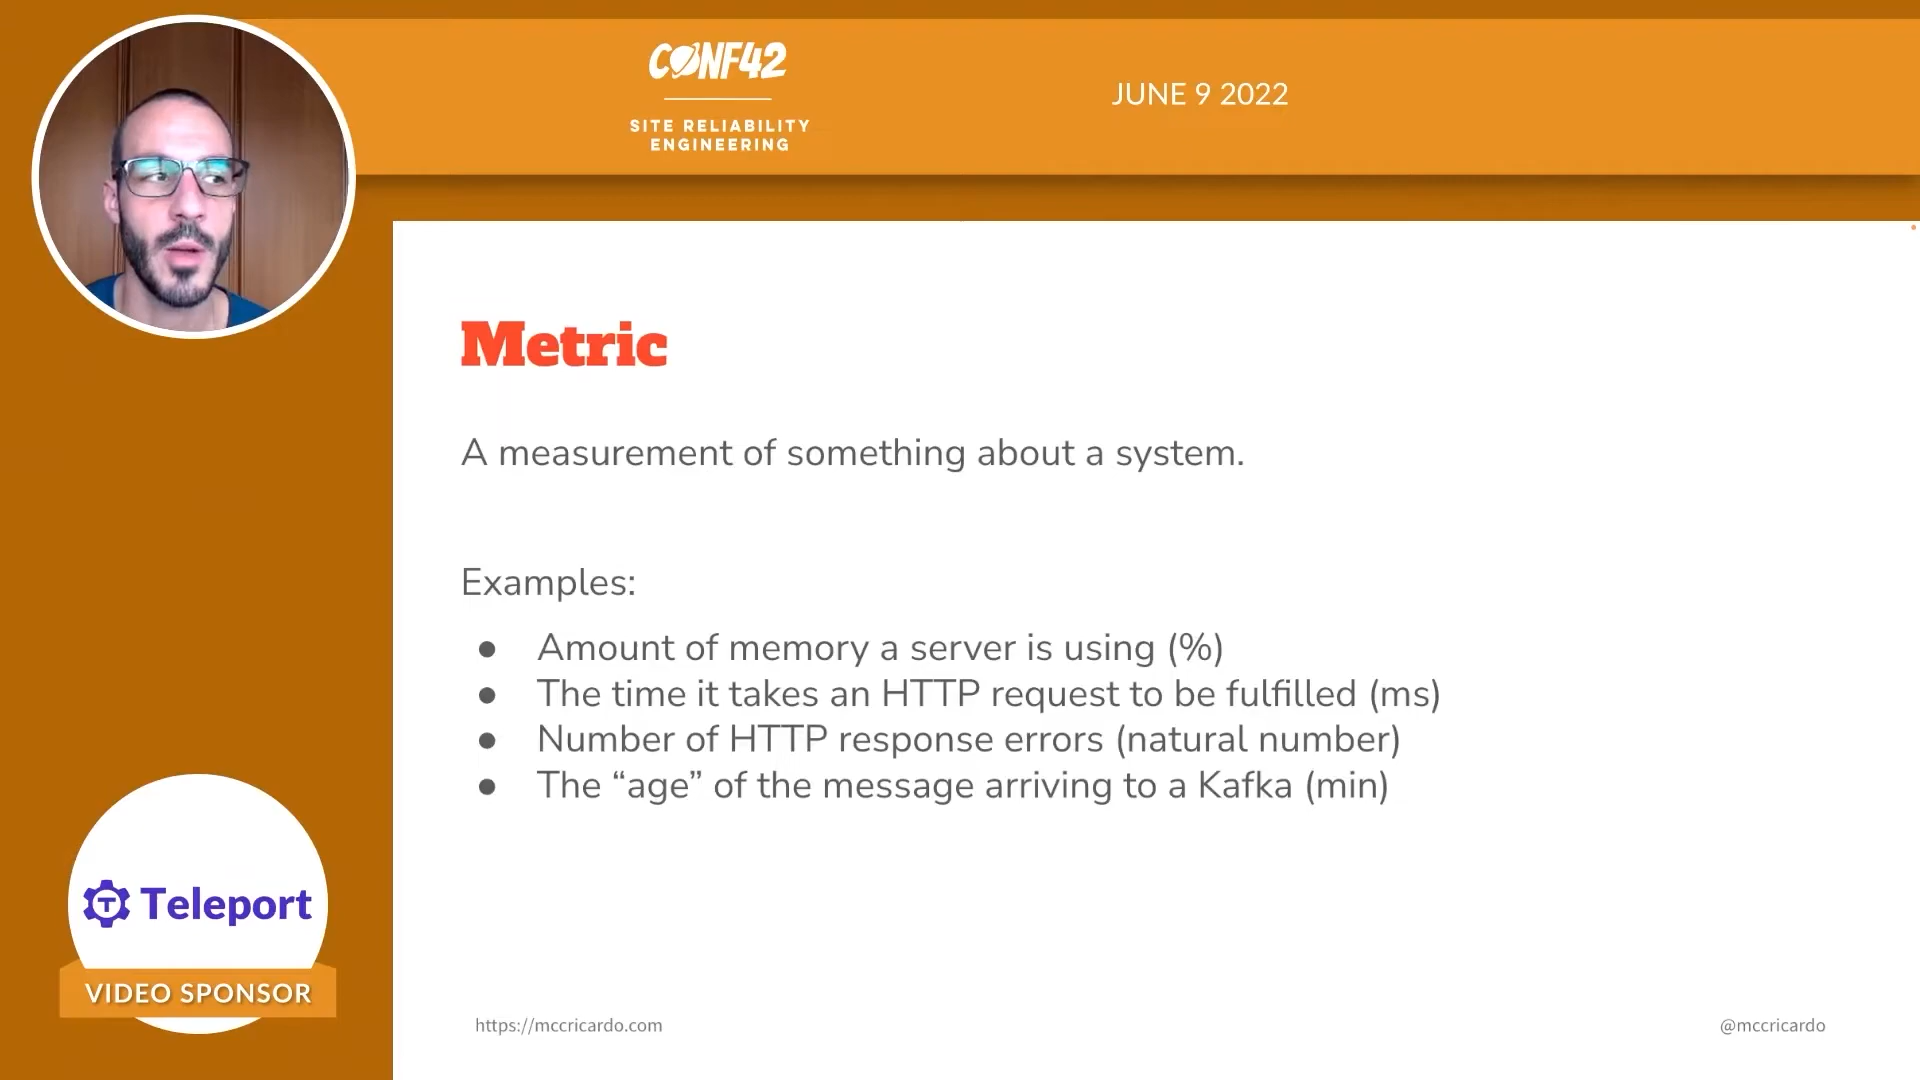 CONF42
SITE RELIABILITY
ENGINEERING
JUNE 9 2022
Metric
A measurement of something about a system.
Examples:
● Amount of memory a server is using (%)
● The time it takes an HTTP request to be fulfilled (ms)
● Number of HTTP response errors (natural number)
● The “age” of the message arriving to a Kafka (min)
T Teleport
VIDEO SPONSOR
https://mccricardo.com
@mccricardo